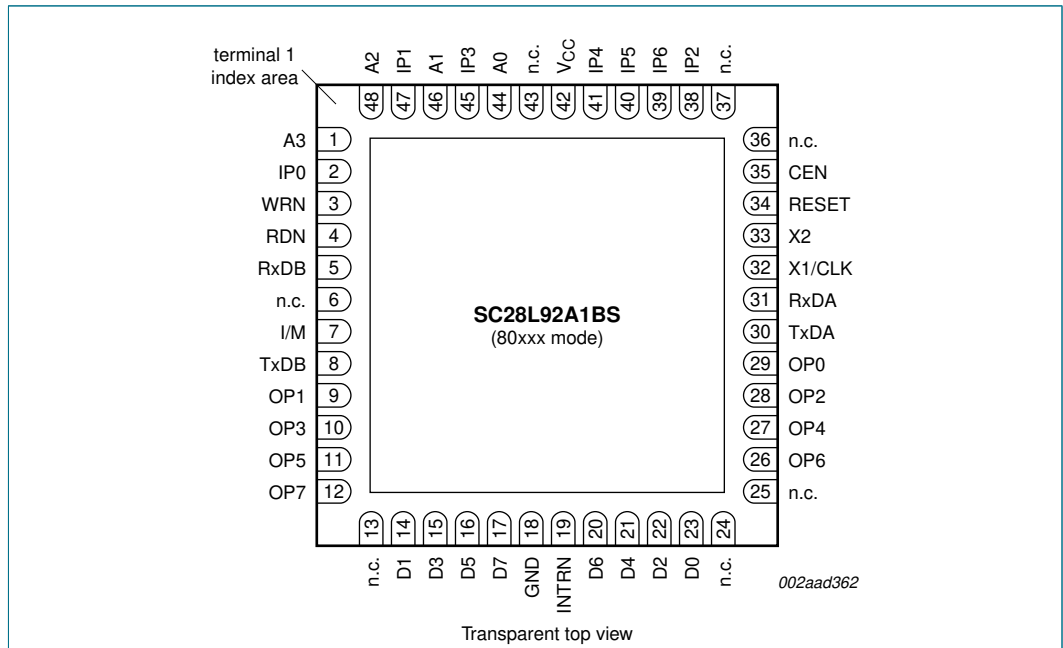 terminal 1
index area
A2 IP1 A1 IP3 A0 n.c. VCC IP4 IP5 IP6 IP2 n.c.
48 47 46 45 44 43 42 41 40 39 38 37
A3 1
IP0 2
WRN 3
RDN 4
RxDB 5
n.c. 6
I/M 7
TxDB 8
OP1 9
OP3 10
OP5 11
OP7 12
SC28L92A1BS
(80xxx mode)
36 n.c.
35 CEN
34 RESET
33 X2
32 X1/CLK
31 RxDA
30 TxDA
29 OP0
28 OP2
27 OP4
26 OP6
25 n.c.
13 14 15 16 17 18 19 20 21 22 23 24
n.c. D1 D3 D5 D7 GND INTRN D6 D4 D2 D0 n.c.
002aad362
Transparent top view